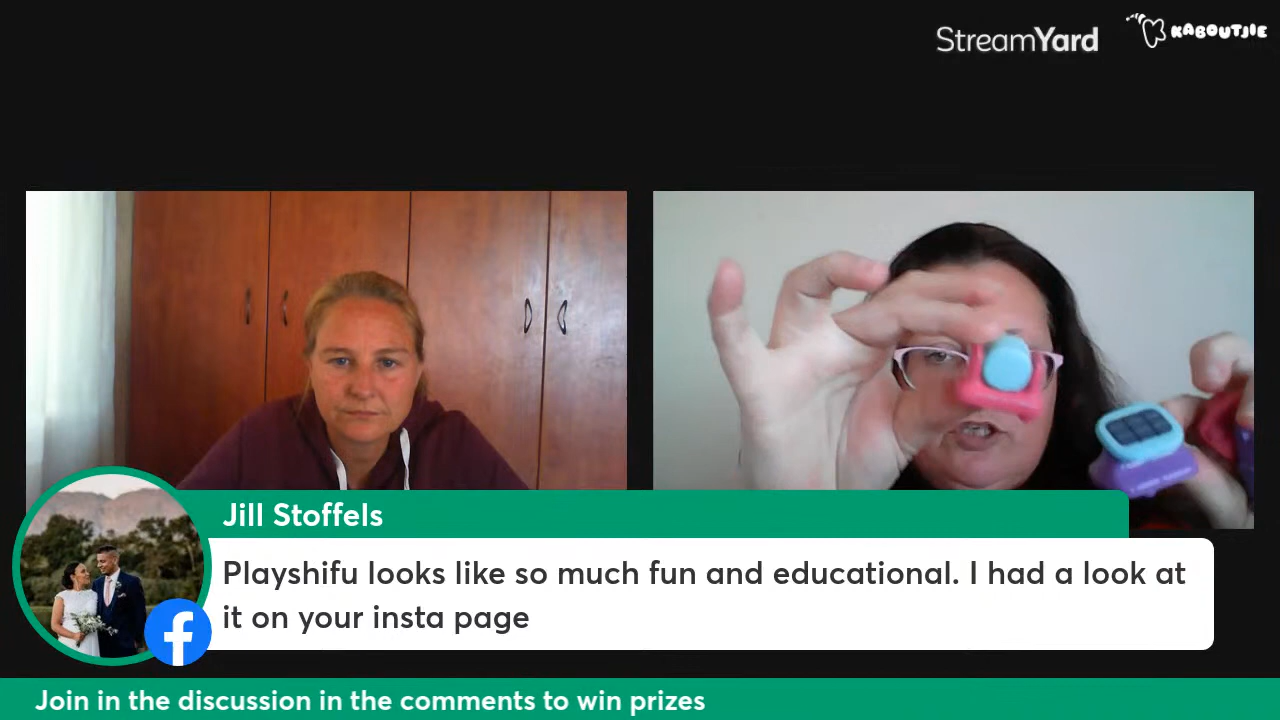 StreamYard
KABOUTJIE
Jill Stoffels
Playshifu looks like so much fun and educational. I had a look at
it on your insta page
Join in the discussion in the comments to win prizes